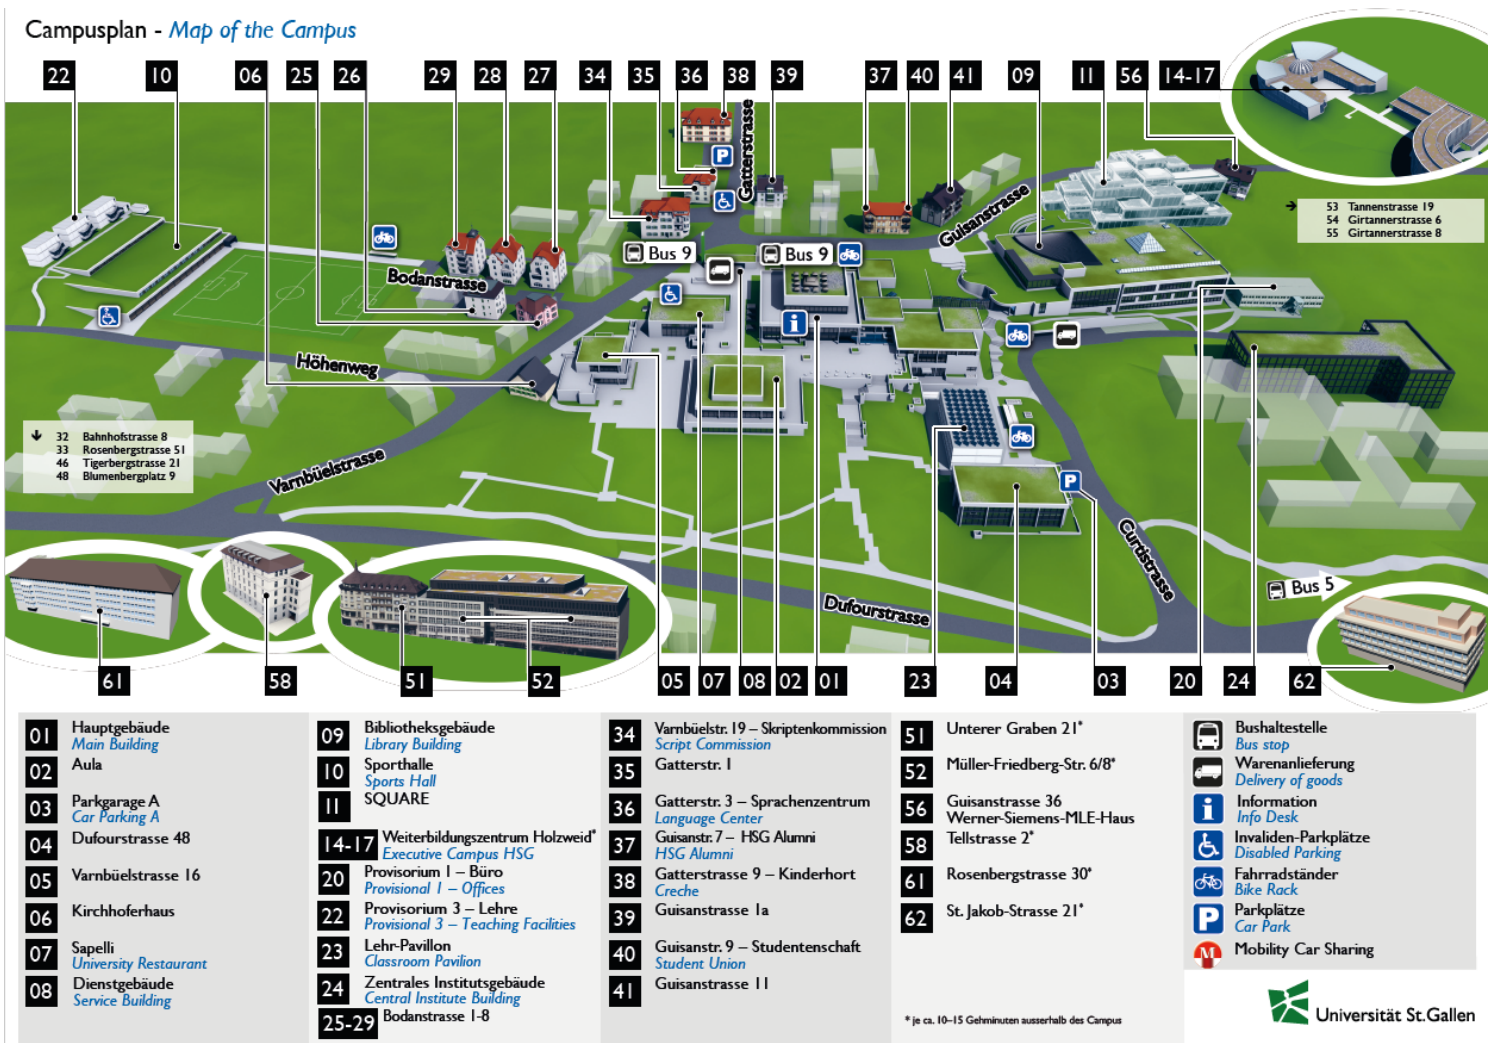 Campusplan - Map of the Campus
22 10 06 25 26 29 28 27 34 35 36 38 39 37 40 41 09 11 56 14-17
Gatterstrasse
Guisanstrasse
Bus 9
Bus 9
Bodanstrasse
Höhenweg
Varnbüelstrasse
Curtistrasse
Dufourstrasse
Bus 5
53 Tannenstrasse 19
54 Girtannerstrasse 6
55 Girtannerstrasse 8
32 Bahnhofstrasse 8
33 Rosenbergstrasse 51
46 Tigerbergstrasse 21
48 Blumenbergplatz 9
61 58 51 52 05 07 08 02 01 23 04 03 20 24 62
01 Hauptgebäude
Main Building
02 Aula
03 Parkgarage A
Car Parking A
04 Dufourstrasse 48
05 Varnbüelstrasse 16
06 Kirchhoferhaus
07 Sapelli
University Restaurant
08 Dienstgebäude
Service Building
09 Bibliotheksgebäude
Library Building
10 Sporthalle
Sports Hall
11 SQUARE
14-17 Weiterbildungszentrum Holzweid*
Executive Campus HSG
20 Provisorium 1 – Büro
Provisional 1 – Offices
22 Provisorium 3 – Lehre
Provisional 3 – Teaching Facilities
23 Lehr-Pavillon
Classroom Pavilion
24 Zentrales Institutsgebäude
Central Institute Building
25-29 Bodanstrasse 1-8
34 Varnbüelstr. 19 – Skriptenkommission
Script Commission
35 Gatterstr. 1
36 Gatterstr. 3 – Sprachenzentrum
Language Center
37 Guisanstr. 7 – HSG Alumni
HSG Alumni
38 Gatterstrasse 9 – Kinderhort
Creche
39 Guisanstrasse 1a
40 Guisanstr. 9 – Studentenschaft
Student Union
41 Guisanstrasse 11
51 Unterer Graben 21*
52 Müller-Friedberg-Str. 6/8*
56 Guisanstrasse 36
Werner-Siemens-MLE-Haus
58 Tellstrasse 2*
61 Rosenbergstrasse 30*
62 St. Jakob-Strasse 21*
* je ca. 10–15 Gehminuten ausserhalb des Campus
Bushaltestelle
Bus stop
Warenanlieferung
Delivery of goods
i Information
Info Desk
Invaliden-Parkplätze
Disabled Parking
Fahrradständer
Bike Rack
P Parkplätze
Car Park
M Mobility Car Sharing
Universität St.Gallen